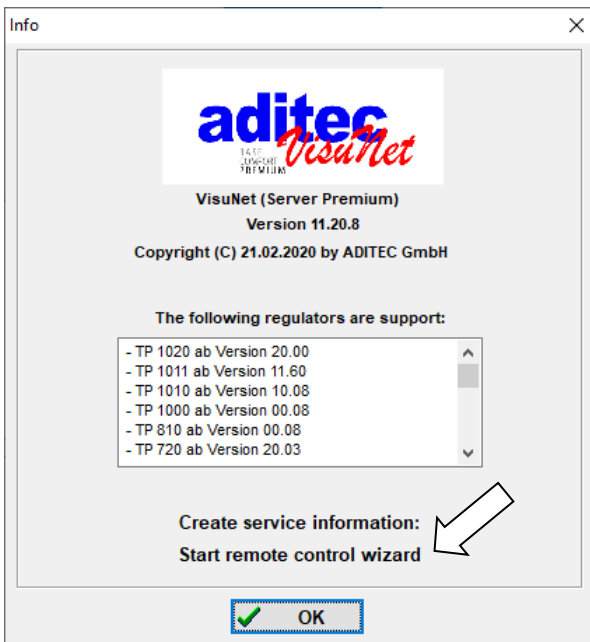 Info
aditec
VisuNet
BASE
COMFORT
PREMIUM
VisuNet (Server Premium)
Version 11.20.8
Copyright (C) 21.02.2020 by ADITEC GmbH
The following regulators are support:
- TP 1020 ab Version 20.00
- TP 1011 ab Version 11.60
- TP 1010 ab Version 10.08
- TP 1000 ab Version 00.08
- TP 810 ab Version 00.08
- TP 720 ab Version 20.03
Create service information:
Start remote control wizard
OK